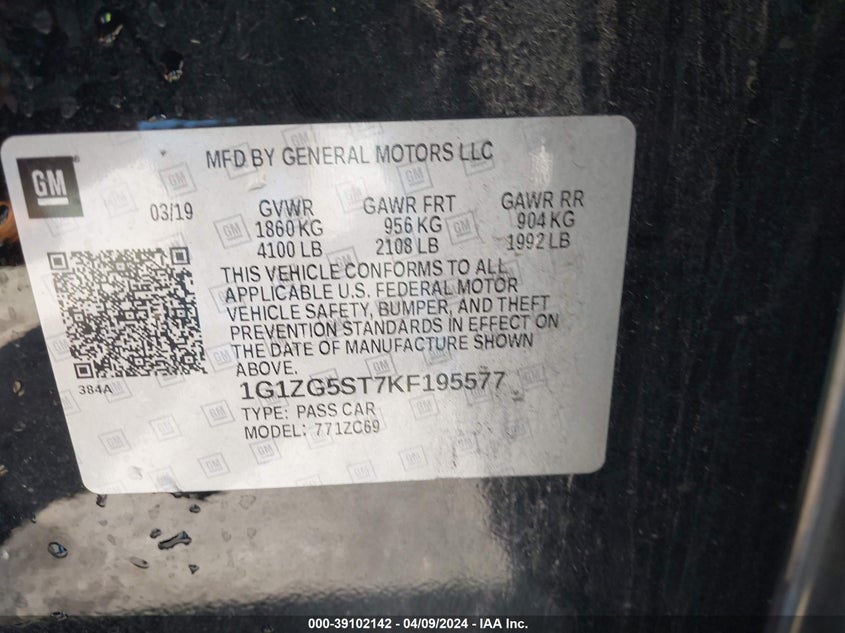 GM
MFD BY GENERAL MOTORS LLC
03/19 GVWR GAWR FRT GAWR RR
1860 KG 956 KG 904 KG
4100 LB 2108 LB 1992 LB
THIS VEHICLE CONFORMS TO ALL
APPLICABLE U.S. FEDERAL MOTOR
VEHICLE SAFETY, BUMPER, AND THEFT
PREVENTION STANDARDS IN EFFECT ON
THE DATE OF MANUFACTURE SHOWN
ABOVE.
384A
1G1ZG5ST7KF195577
TYPE: PASS CAR
MODEL: 771ZC69
000-39102142 - 04/09/2024 - IAA Inc.